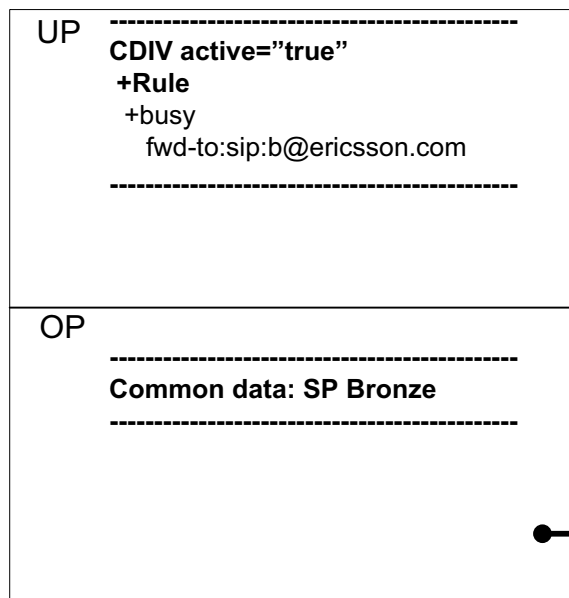 UP
----------------------------------------------
CDIV active=”true”
+Rule
+busy
fwd-to:sip:b@ericsson.com
----------------------------------------------
OP
----------------------------------------------
Common data: SP Bronze
----------------------------------------------